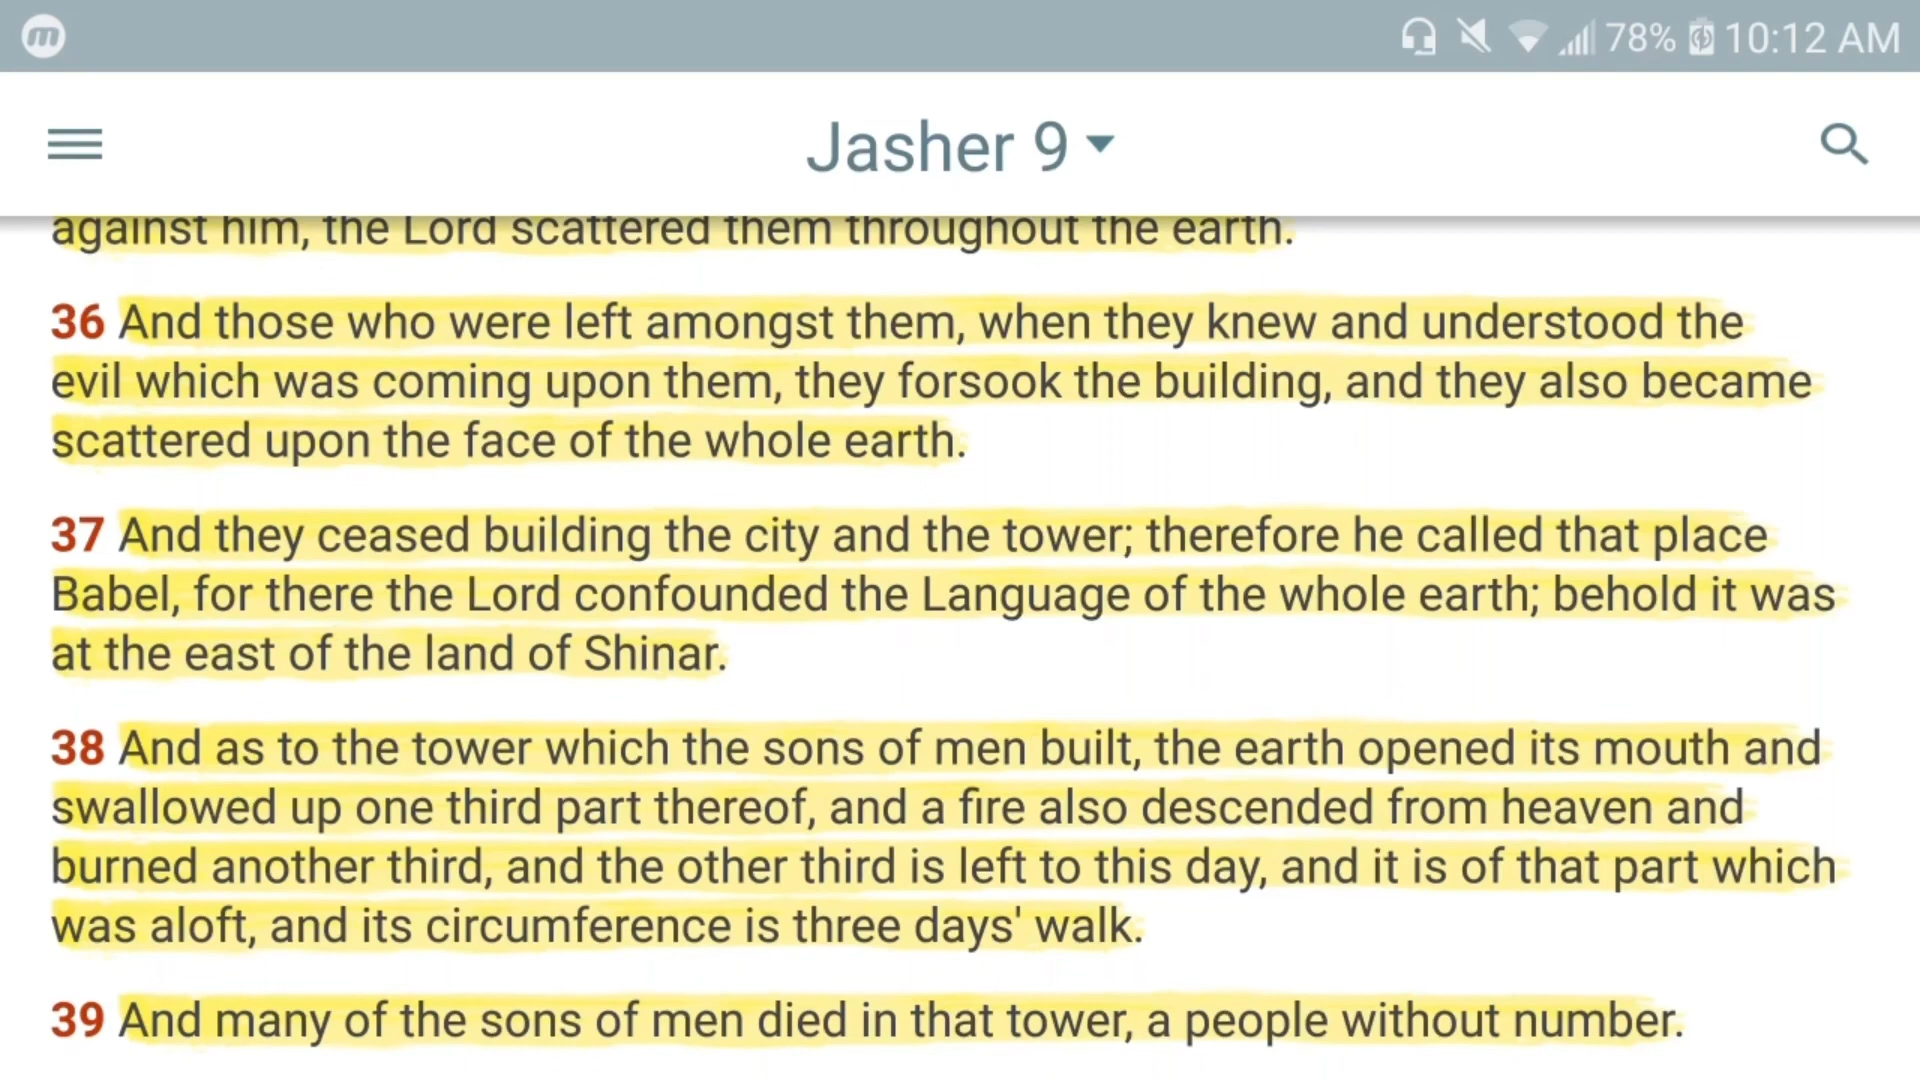 78% 10:12 AM
Jasher 9
against him, the Lord scattered them throughout the earth.
36 And those who were left amongst them, when they knew and understood the
evil which was coming upon them, they forsook the building, and they also became
scattered upon the face of the whole earth.
37 And they ceased building the city and the tower; therefore he called that place
Babel, for there the Lord confounded the Language of the whole earth; behold it was
at the east of the land of Shinar.
38 And as to the tower which the sons of men built, the earth opened its mouth and
swallowed up one third part thereof, and a fire also descended from heaven and
burned another third, and the other third is left to this day, and it is of that part which
was aloft, and its circumference is three days' walk.
39 And many of the sons of men died in that tower, a people without number.